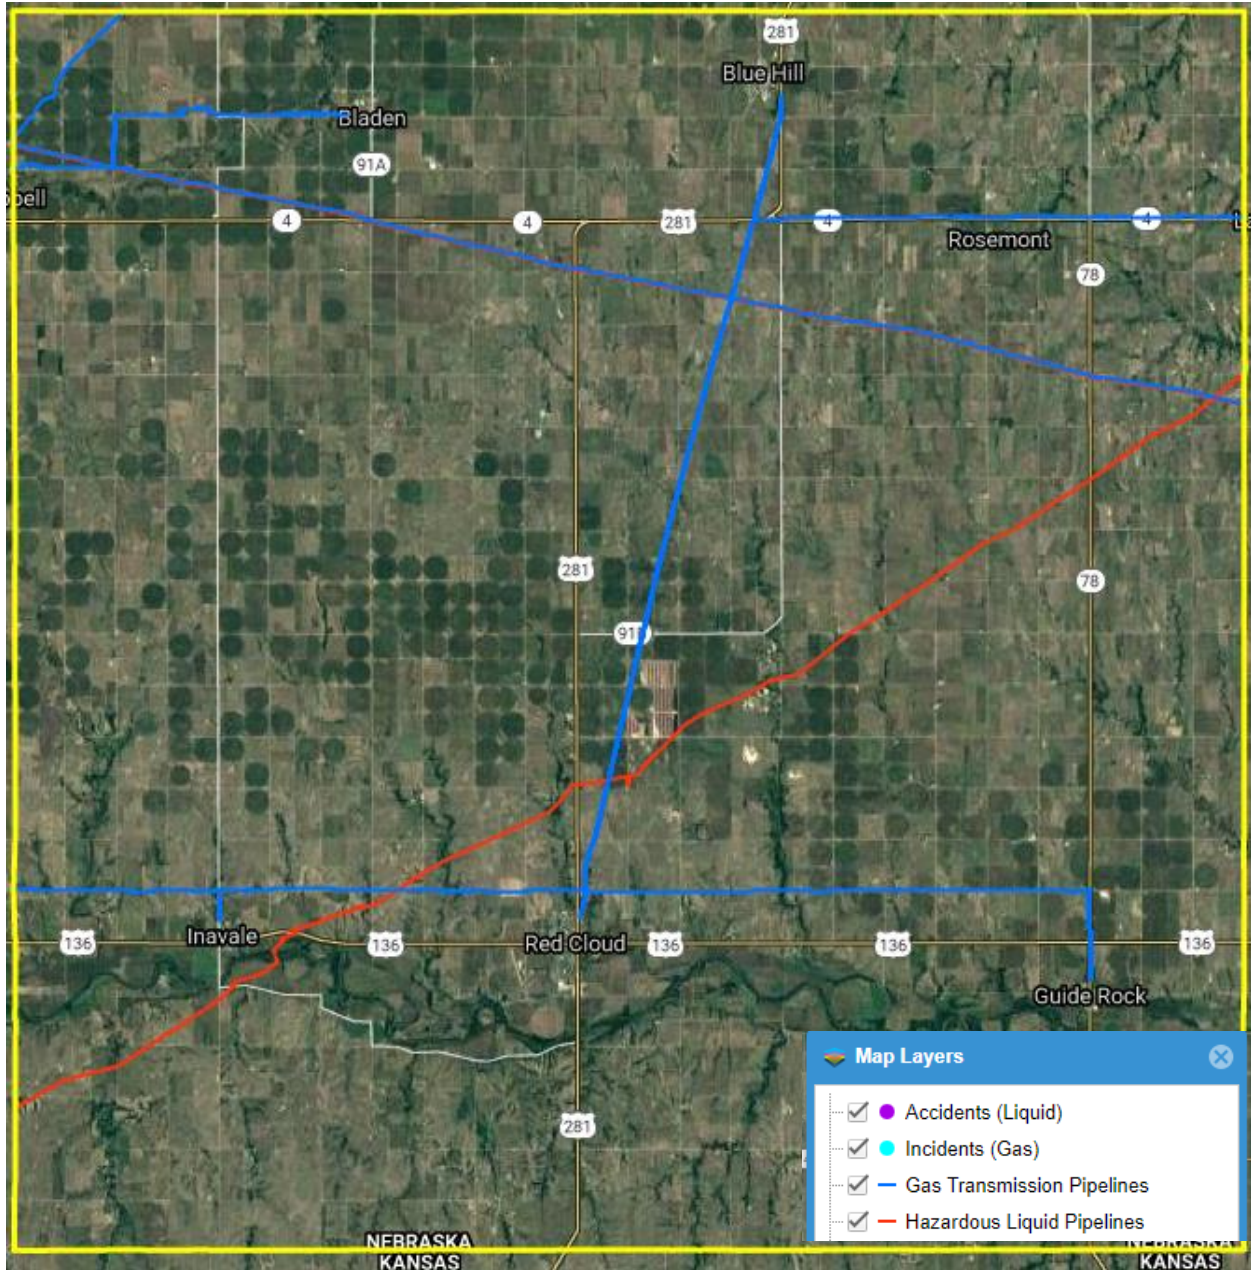 281
Blue Hill
Bladen
91A
bell
4
4
281
4
4
Rosemont
78
281
78
91
136
Inavale
136
Red Cloud
136
136
136
Guide Rock
281
NEBRASKA
KANSAS
NEBRASKA
KANSAS
Map Layers
Accidents (Liquid)
Incidents (Gas)
Gas Transmission Pipelines
Hazardous Liquid Pipelines